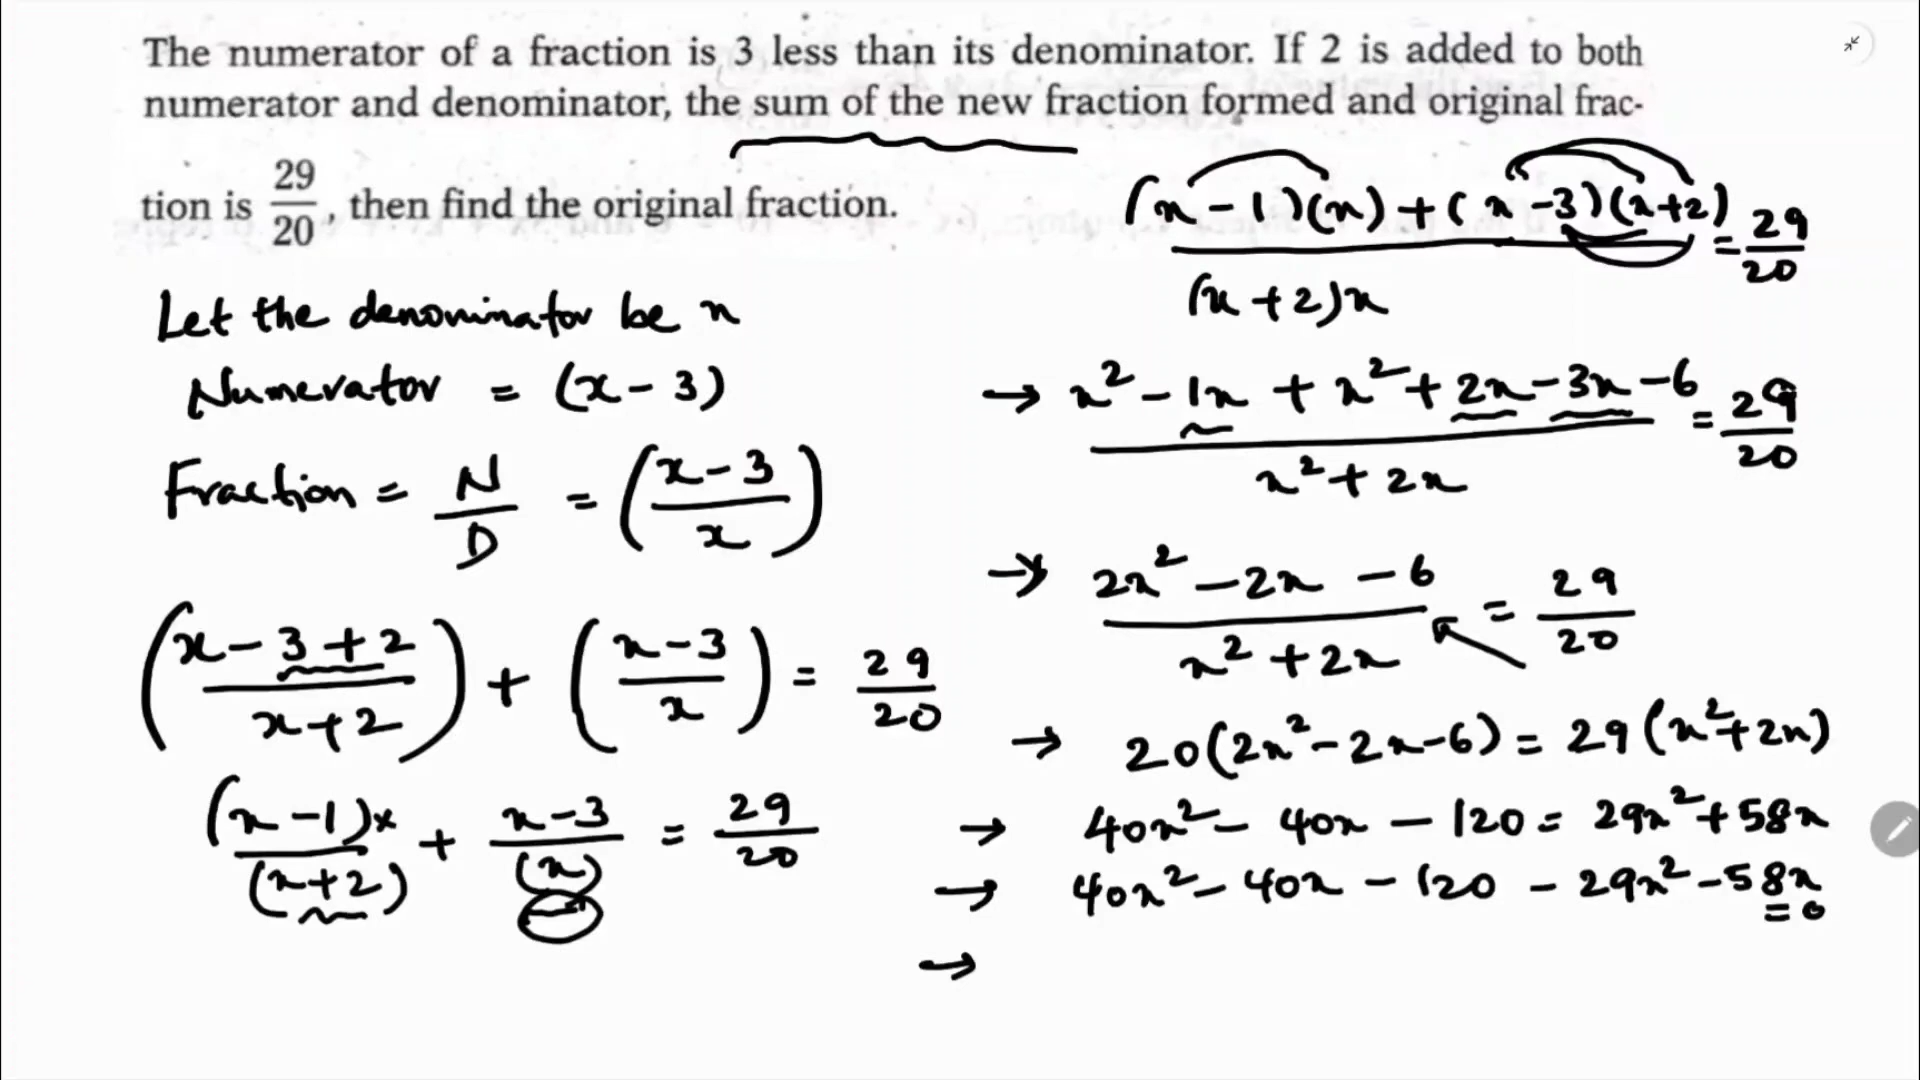 The numerator of a fraction is 3 less than its denominator. If 2 is added to both
numerator and denominator, the sum of the new fraction formed and original frac-
tion is 29/20, then find the original fraction.
Let the denominator be x
Numerator = (x - 3)
Fraction = N/D = ((x - 3)/x)
((x - 3 + 2)/(x + 2)) + ((x - 3)/x) = 29/20
(x - 1)x/(x + 2) + (x - 3)/(x) = 29/20
((x - 1)(x) + (x - 3)(x + 2))/((x + 2)x) = 29/20
→ (x² - 1x + x² + 2x - 3x - 6)/(x² + 2x) = 29/20
→ (2x² - 2x - 6)/(x² + 2x) = 29/20
→ 20(2x² - 2x - 6) = 29(x² + 2x)
→ 40x² - 40x - 120 = 29x² + 58x
→ 40x² - 40x - 120 - 29x² - 58x
= 0
→